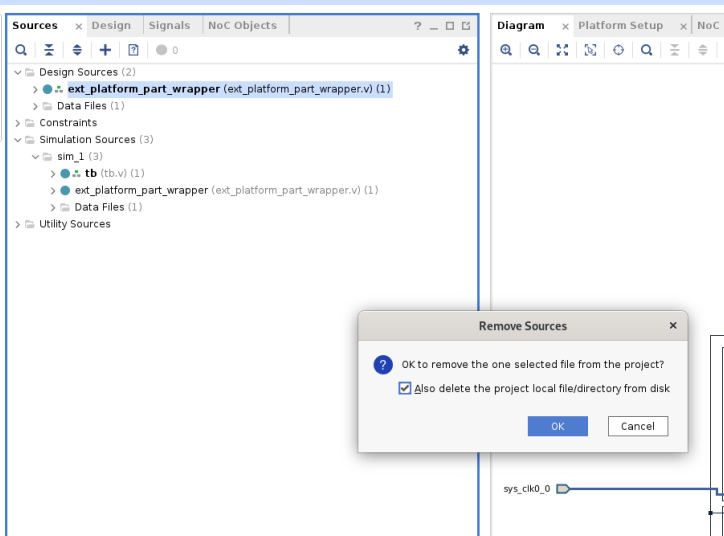 Sources × Design Signals NoC Objects ? _ □
Diagram × Platform Setup × NoC
0
Design Sources (2)
ext_platform_part_wrapper (ext_platform_part_wrapper.v) (1)
Data Files (1)
Constraints
Simulation Sources (3)
sim_1 (3)
tb (tb.v) (1)
ext_platform_part_wrapper (ext_platform_part_wrapper.v) (1)
Data Files (1)
Utility Sources
Remove Sources ×
OK to remove the one selected file from the project?
Also delete the project local file/directory from disk
OK Cancel
sys_clk0_0